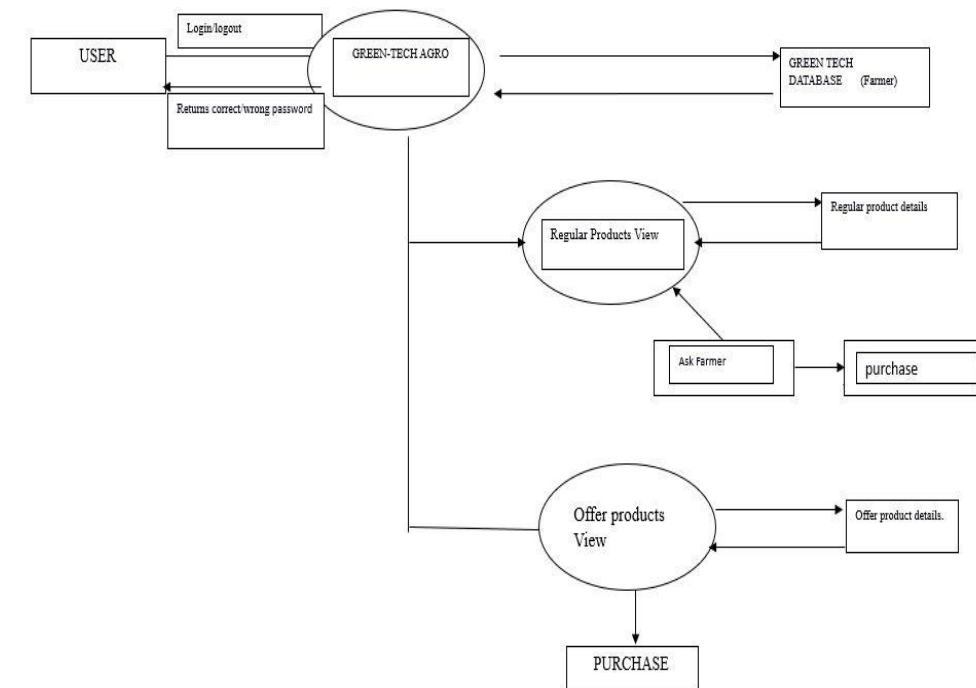 Login/logout
USER
GREEN-TECH AGRO
GREEN TECH
DATABASE (Farmer)
Returns correct/wrong password
Regular product details
Regular Products View
Ask Farmer
purchase
Offer products
View
Offer product details.
PURCHASE